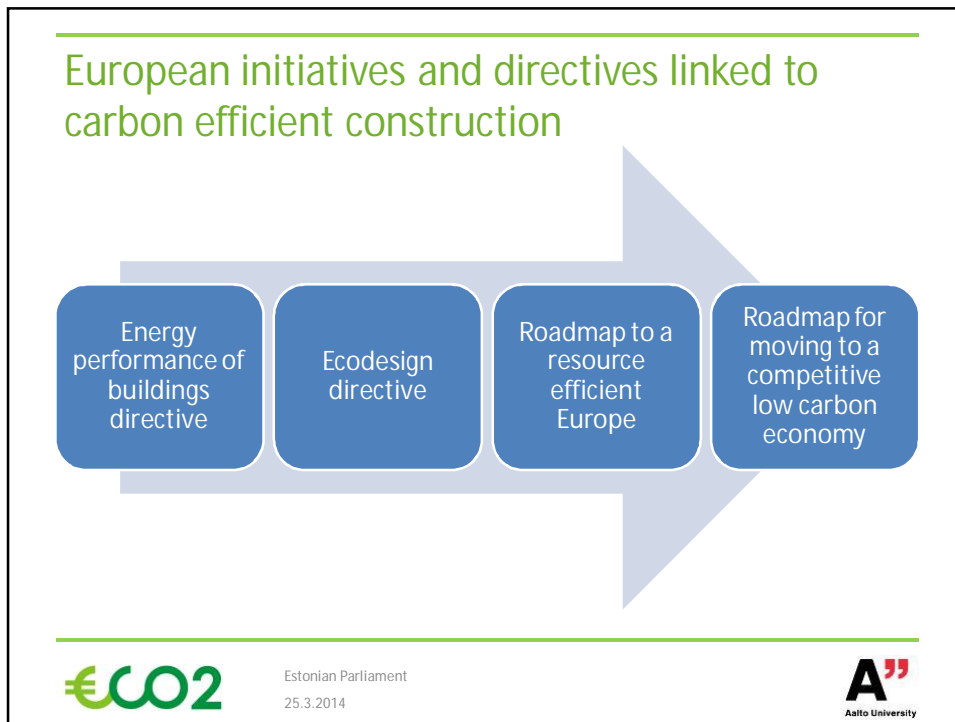 European initiatives and directives linked to
carbon efficient construction
Energy
performance of
buildings
directive
Ecodesign
directive
Roadmap to a
resource
efficient
Europe
Roadmap for
moving to a
competitive
low carbon
economy
€CO2
Estonian Parliament
25.3.2014
A”
Aalto University